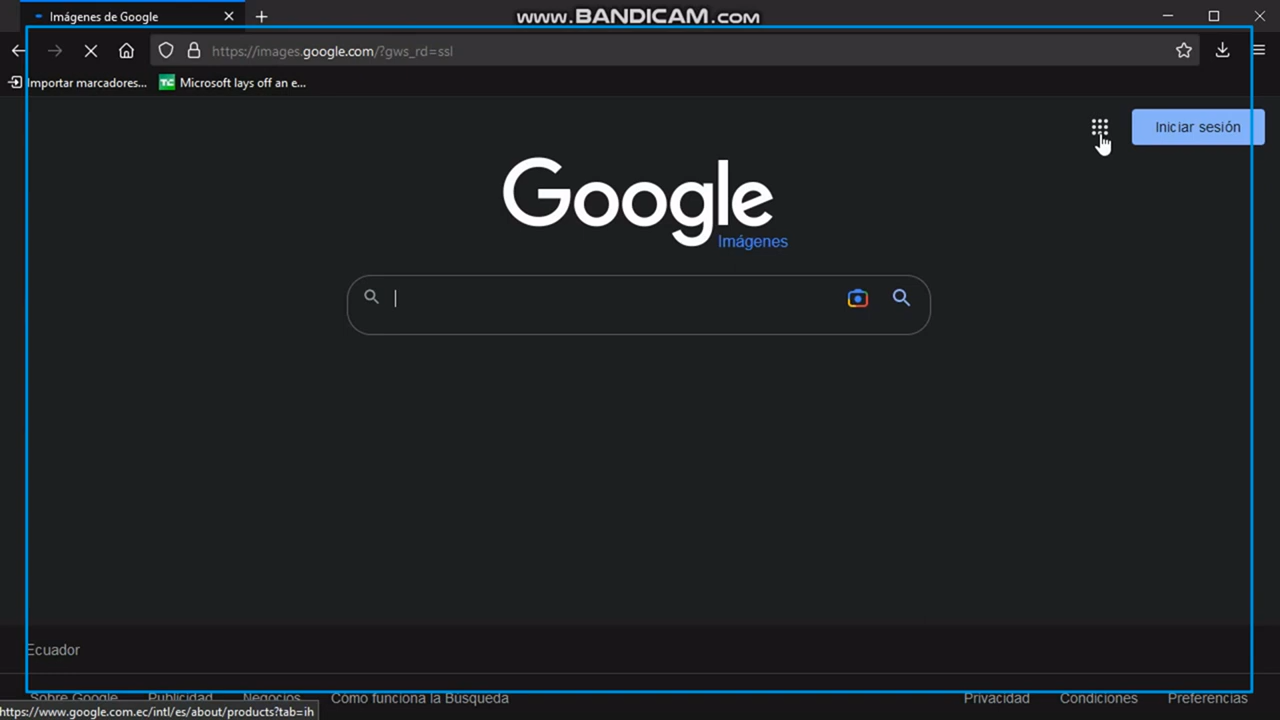 Imágenes de Google
www.BANDICAM.com
https://images.google.com/?gws_rd=ssl
Importar marcadores...
TC Microsoft lays off an e...
Iniciar sesión
Google
Imágenes
Ecuador
Sobre Google Publicidad Negocios Cómo funciona la Búsqueda Privacidad Condiciones Preferencias
https://www.google.com.ec/intl/es/about/products?tab=ih